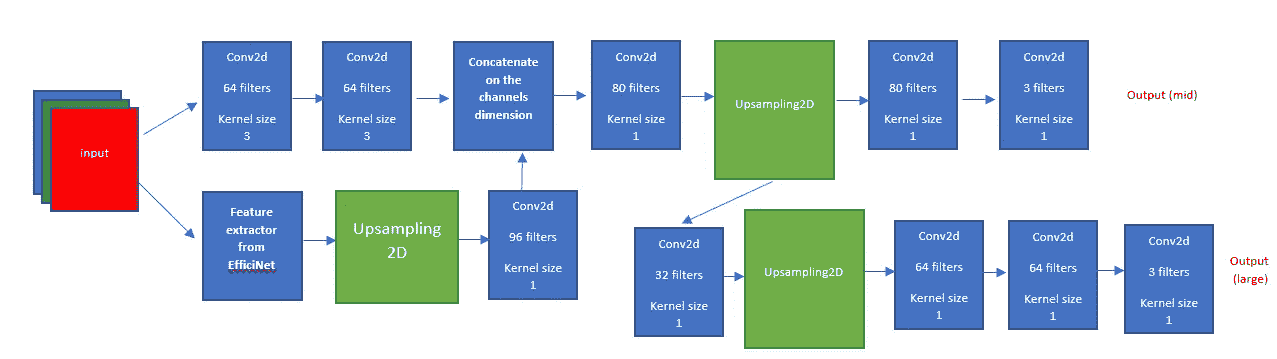 input
Conv2d
64 filters
Kernel size
3
Conv2d
64 filters
Kernel size
3
Concatenate
on the
channels
dimension
Conv2d
80 filters
Kernel size
1
Upsampling2D
Conv2d
80 filters
Kernel size
1
Conv2d
3 filters
Kernel size
1
Output (mid)
Feature
extractor
from
EfficiNet
Upsampling
2D
Conv2d
96 filters
Kernel size
1
Conv2d
32 filters
Kernel size
1
Upsampling2D
Conv2d
64 filters
Kernel size
1
Conv2d
64 filters
Kernel size
1
Conv2d
3 filters
Kernel size
1
Output
(large)